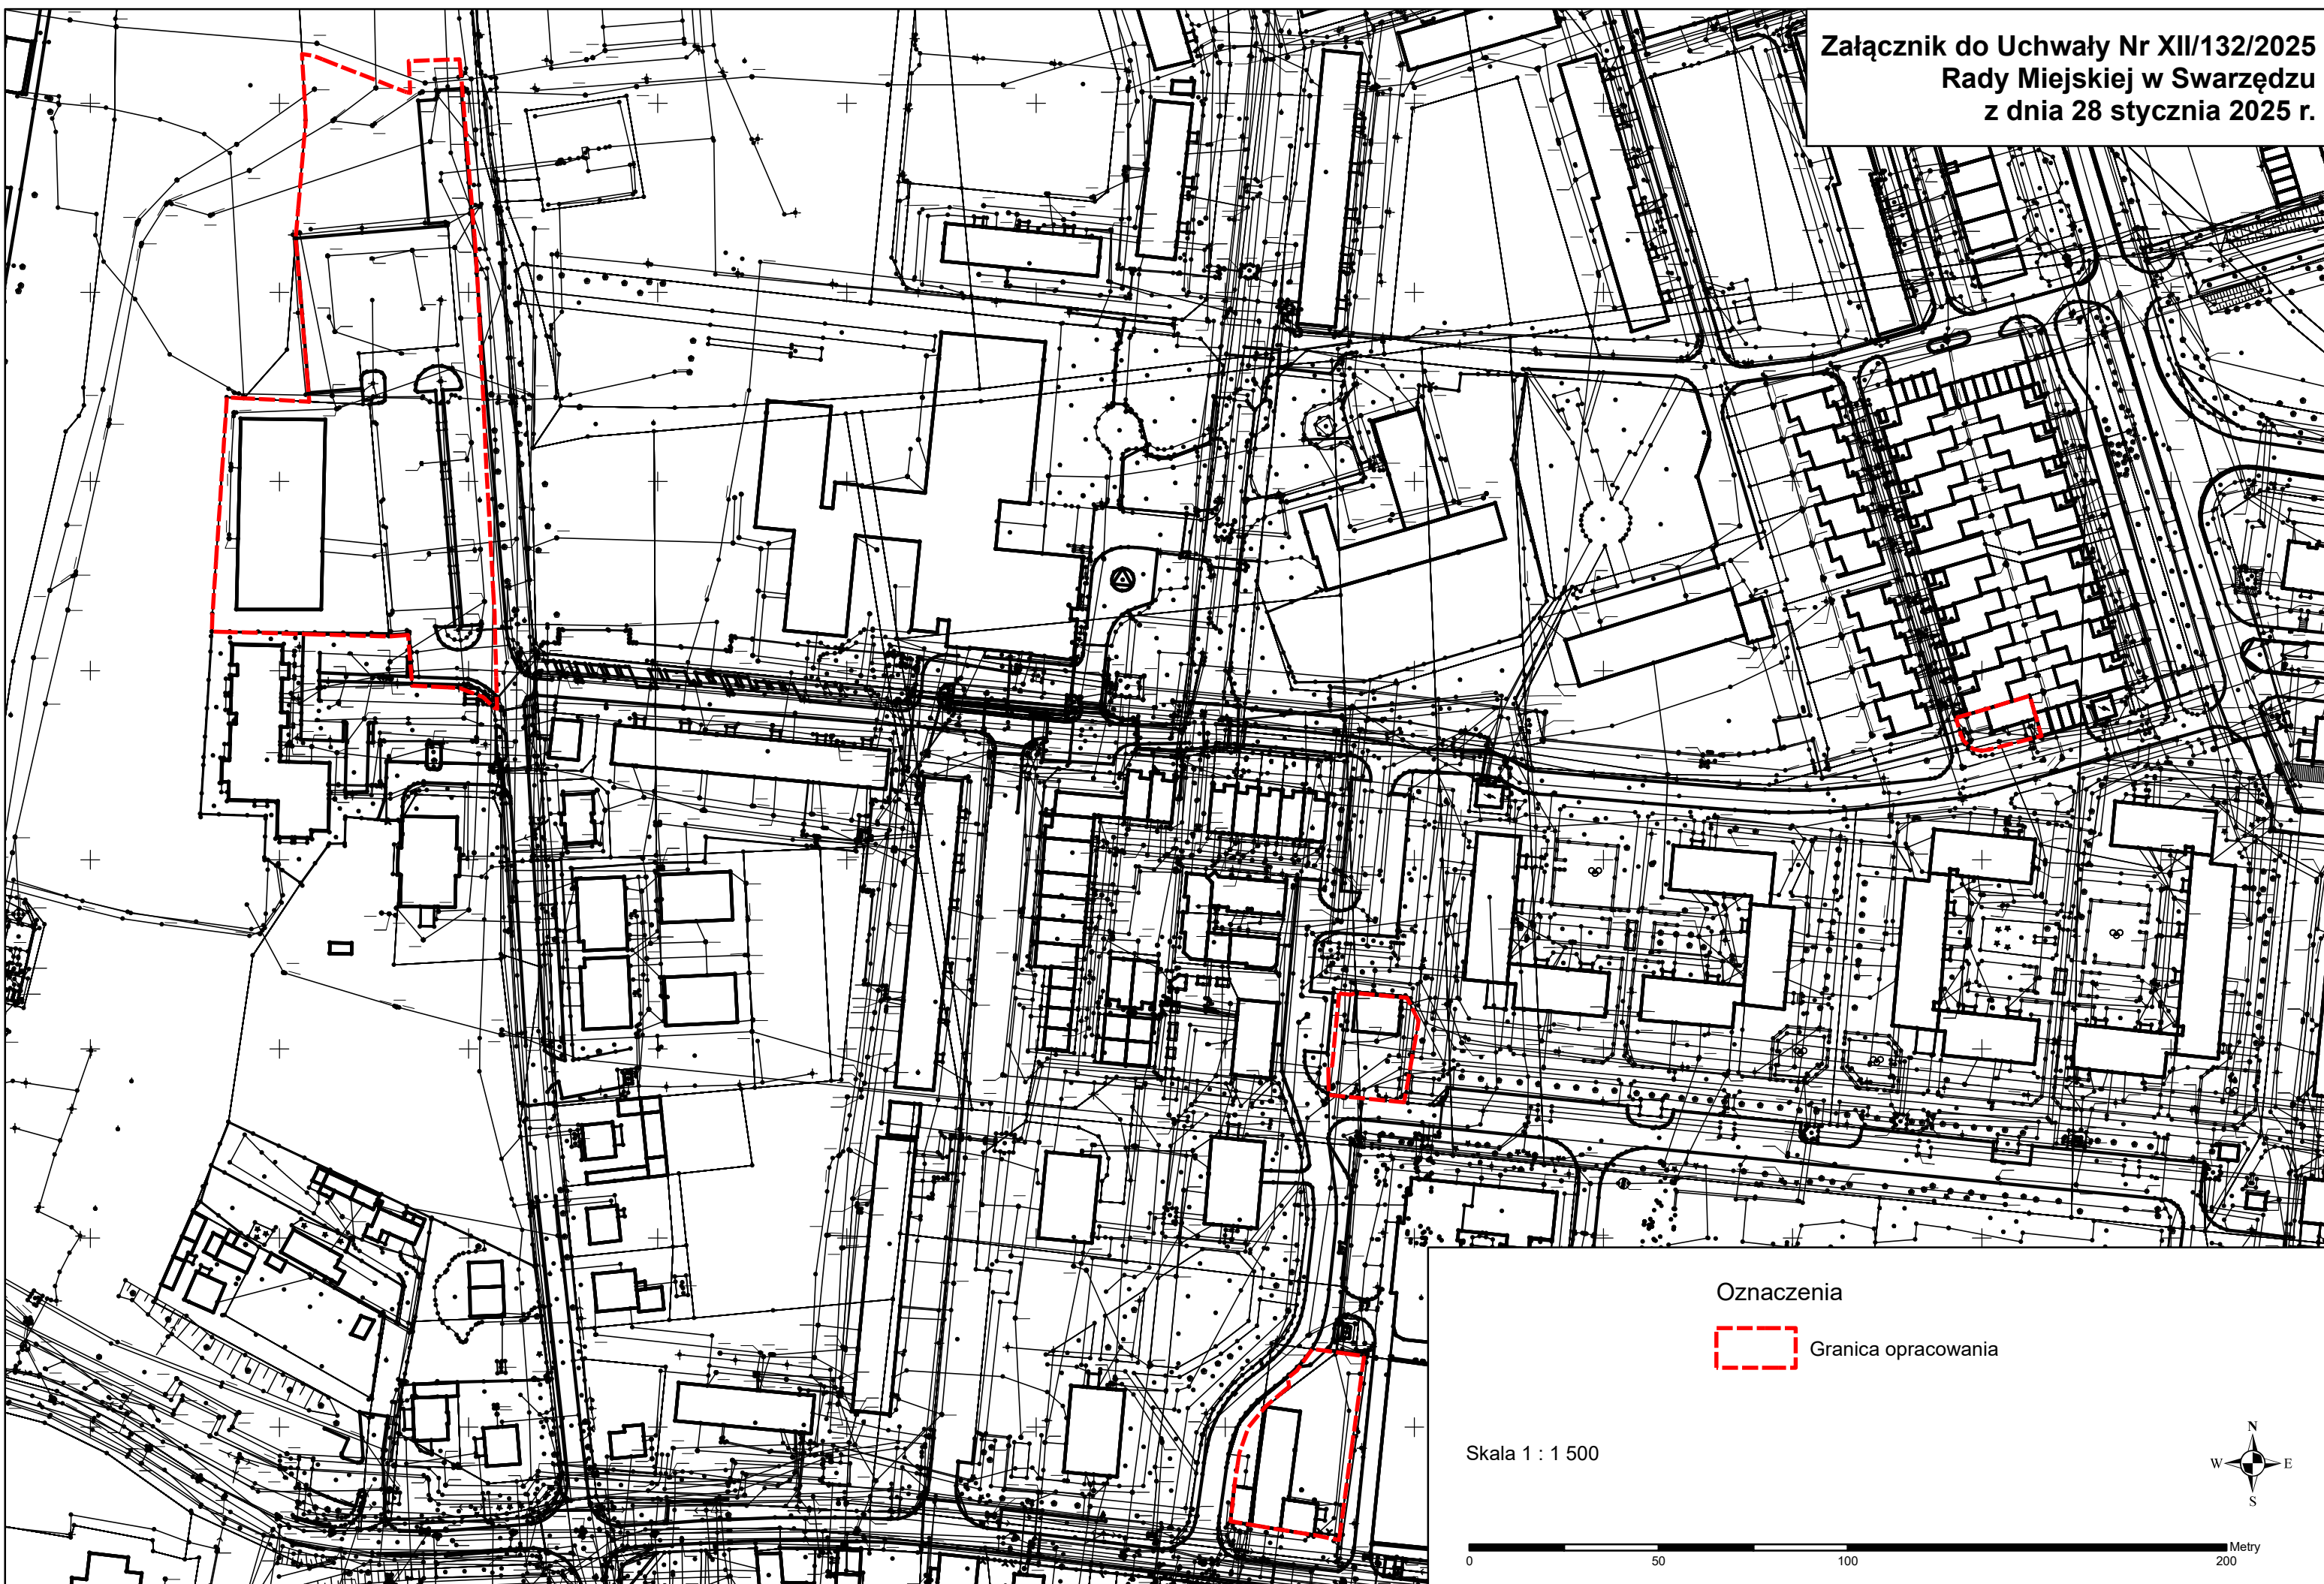 Załącznik do Uchwały Nr XII/132/2025
Rady Miejskiej w Swarzędzu
z dnia 28 stycznia 2025 r.
Oznaczenia
Granica opracowania
Skala 1 : 1 500
N
W E
S
Metry
0 50 100 200